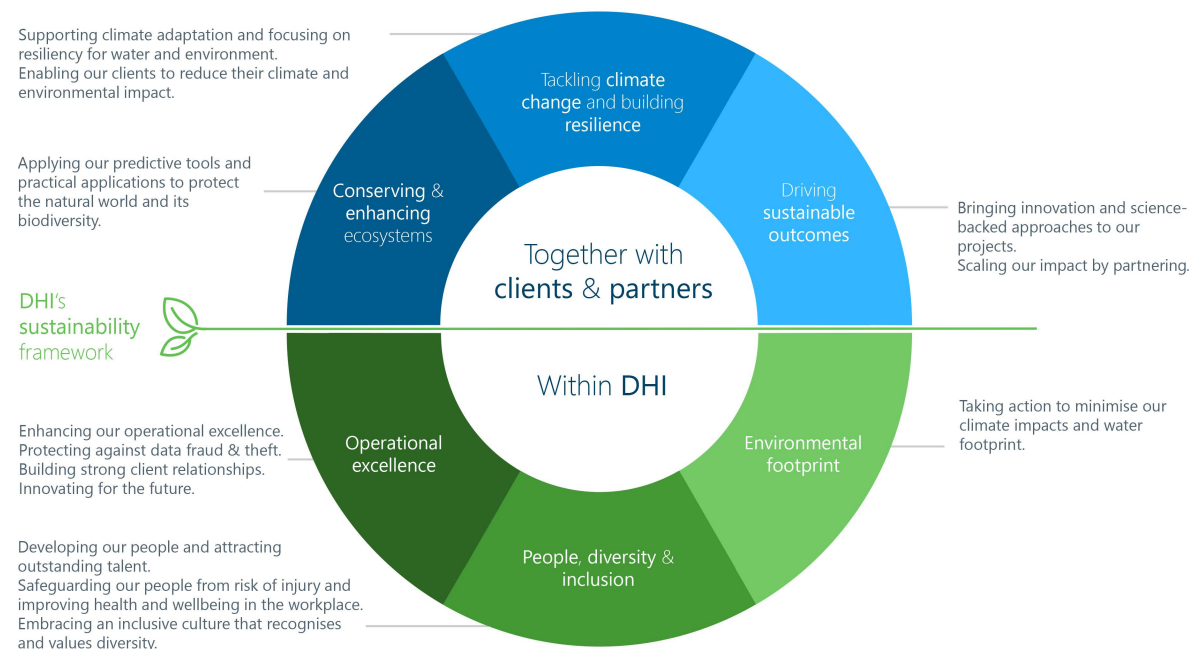 Supporting climate adaptation and focusing on
resiliency for water and environment.
Enabling our clients to reduce their climate and
environmental impact.
Tackling climate
change and building
resilience
Applying our predictive tools and
practical applications to protect
the natural world and its
biodiversity.
Conserving &
enhancing
ecosystems
Driving
sustainable
outcomes
Bringing innovation and science-
backed approaches to our
projects.
Scaling our impact by partnering.
Together with
clients & partners
DHI's
sustainability
framework
Within DHI
Enhancing our operational excellence.
Protecting against data fraud & theft.
Building strong client relationships.
Innovating for the future.
Operational
excellence
Environmental
footprint
Taking action to minimise our
climate impacts and water
footprint.
Developing our people and attracting
outstanding talent.
Safeguarding our people from risk of injury and
improving health and wellbeing in the workplace.
Embracing an inclusive culture that recognises
and values diversity.
People, diversity &
inclusion